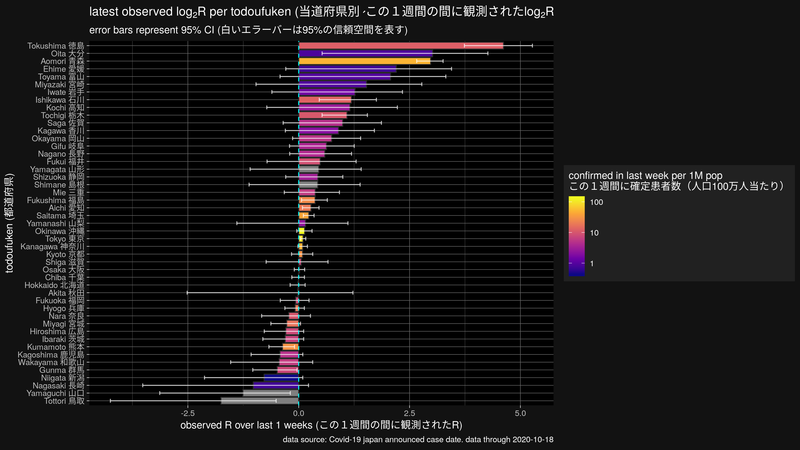 latest observed log₂R per todoufuken (当道府県別 · この１週間の間に観測されたlog₂R
error bars represent 95% CI (白いエラーバーは95%の信頼空間を表す)
todoufuken (都道府県)
Tokushima 徳島
Oita 大分
Aomori 青森
Ehime 愛媛
Toyama 富山
Miyazaki 宮崎
Iwate 岩手
Ishikawa 石川
Kochi 高知
Tochigi 栃木
Saga 佐賀
Kagawa 香川
Okayama 岡山
Gifu 岐阜
Nagano 長野
Fukui 福井
Yamagata 山形
Shizuoka 静岡
Shimane 島根
Mie 三重
Fukushima 福島
Aichi 愛知
Saitama 埼玉
Yamanashi 山梨
Okinawa 沖縄
Tokyo 東京
Kanagawa 神奈川
Kyoto 京都
Shiga 滋賀
Osaka 大阪
Chiba 千葉
Hokkaido 北海道
Akita 秋田
Fukuoka 福岡
Hyogo 兵庫
Nara 奈良
Miyagi 宮城
Hiroshima 広島
Ibaraki 茨城
Kumamoto 熊本
Kagoshima 鹿児島
Wakayama 和歌山
Gunma 群馬
Niigata 新潟
Nagasaki 長崎
Yamaguchi 山口
Tottori 鳥取
-2.5 0.0 2.5 5.0
observed R over last 1 weeks (この１週間の間に観測されたR)
data source: Covid-19 japan announced case date. data through 2020-10-18
confirmed in last week per 1M pop
この１週間に確定患者数（人口100万人当たり）
100
10
1